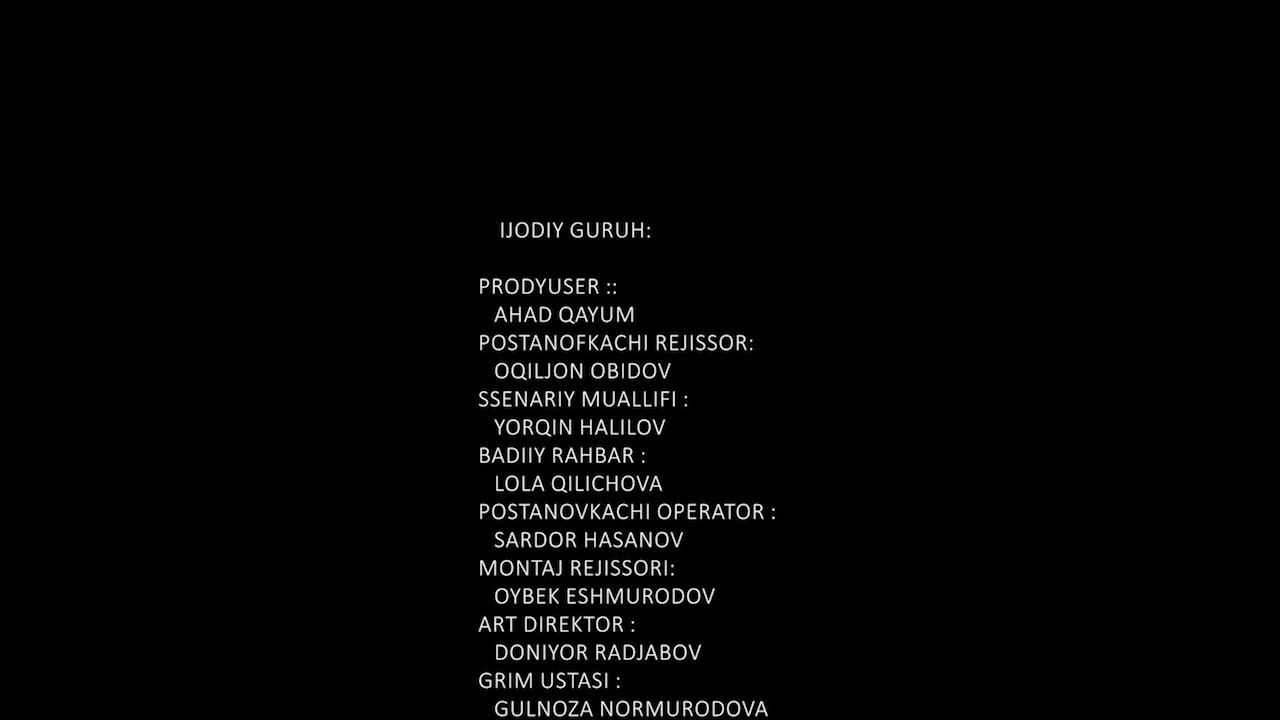 IJODIY GURUH:
PRODYUSER ::
AHAD QAYUM
POSTANOFKACHI REJISSOR:
OQILJON OBIDOV
SSENARIY MUALLIFI :
YORQIN HALILOV
BADIIY RAHBAR :
LOLA QILICHOVA
POSTANOVKACHI OPERATOR :
SARDOR HASANOV
MONTAJ REJISSORI:
OYBEK ESHMURODOV
ART DIREKTOR :
DONIYOR RADJABOV
GRIM USTASI :
GULNOZA NORMURODOVA